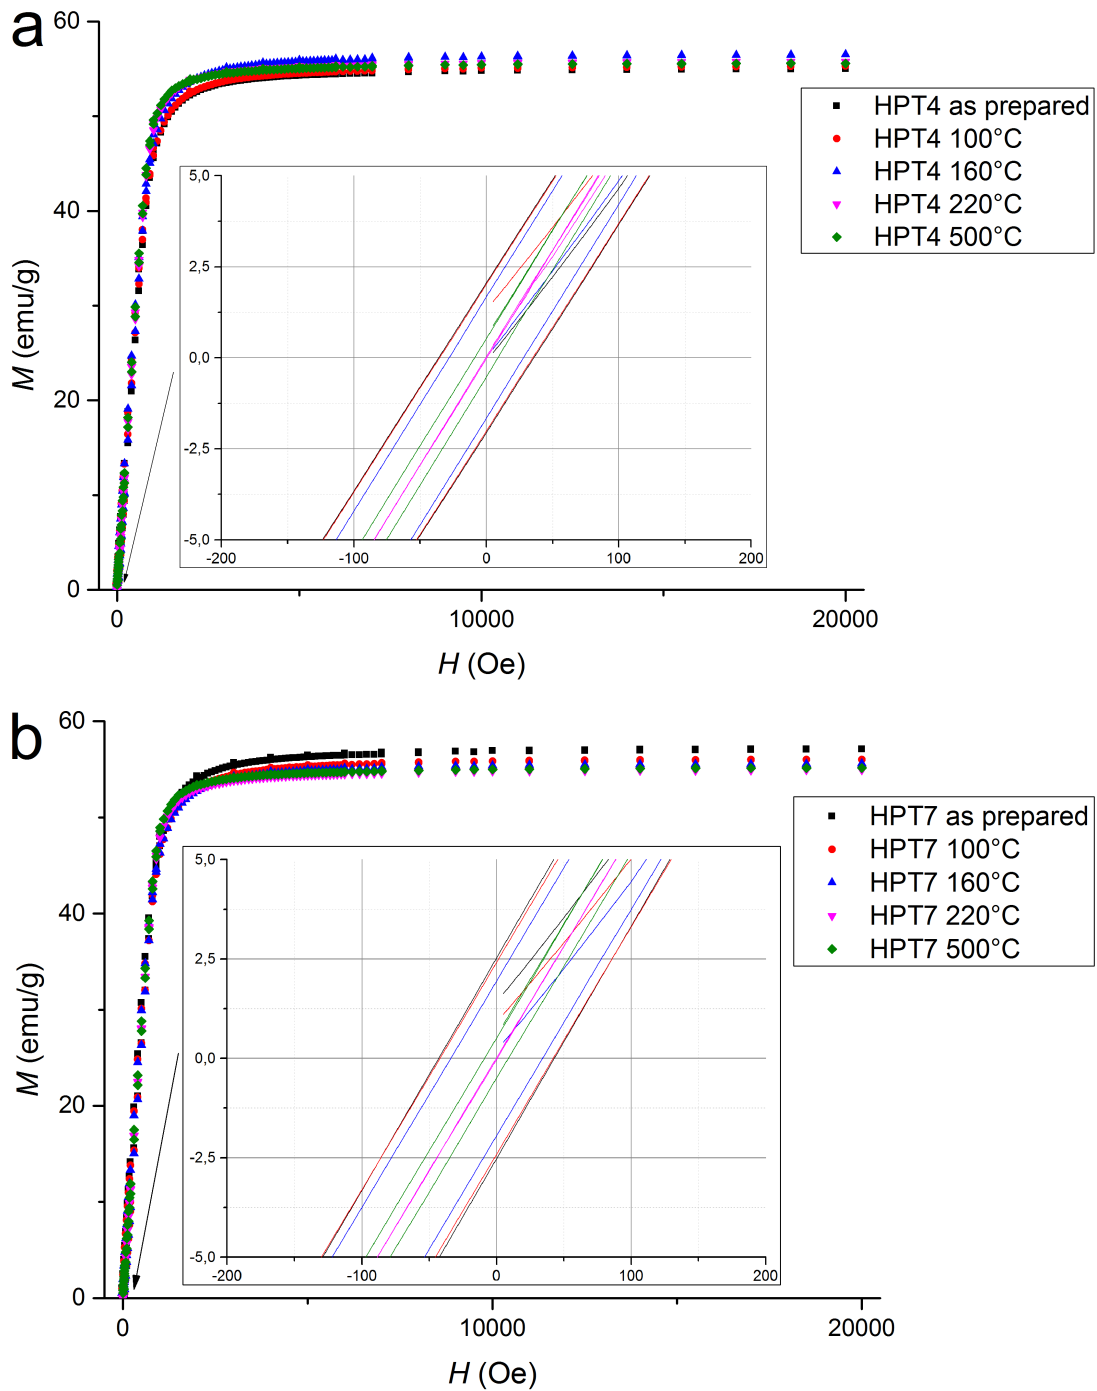 a
60
40
20
0
M (emu/g)
0
10000
20000
H (Oe)
HPT4 as prepared
HPT4 100°C
HPT4 160°C
HPT4 220°C
HPT4 500°C
5,0
2,5
0,0
-2,5
-5,0
-200
-100
0
100
200
b
60
40
20
0
M (emu/g)
0
10000
20000
H (Oe)
HPT7 as prepared
HPT7 100°C
HPT7 160°C
HPT7 220°C
HPT7 500°C
5,0
2,5
0,0
-2,5
-5,0
-200
-100
0
100
200